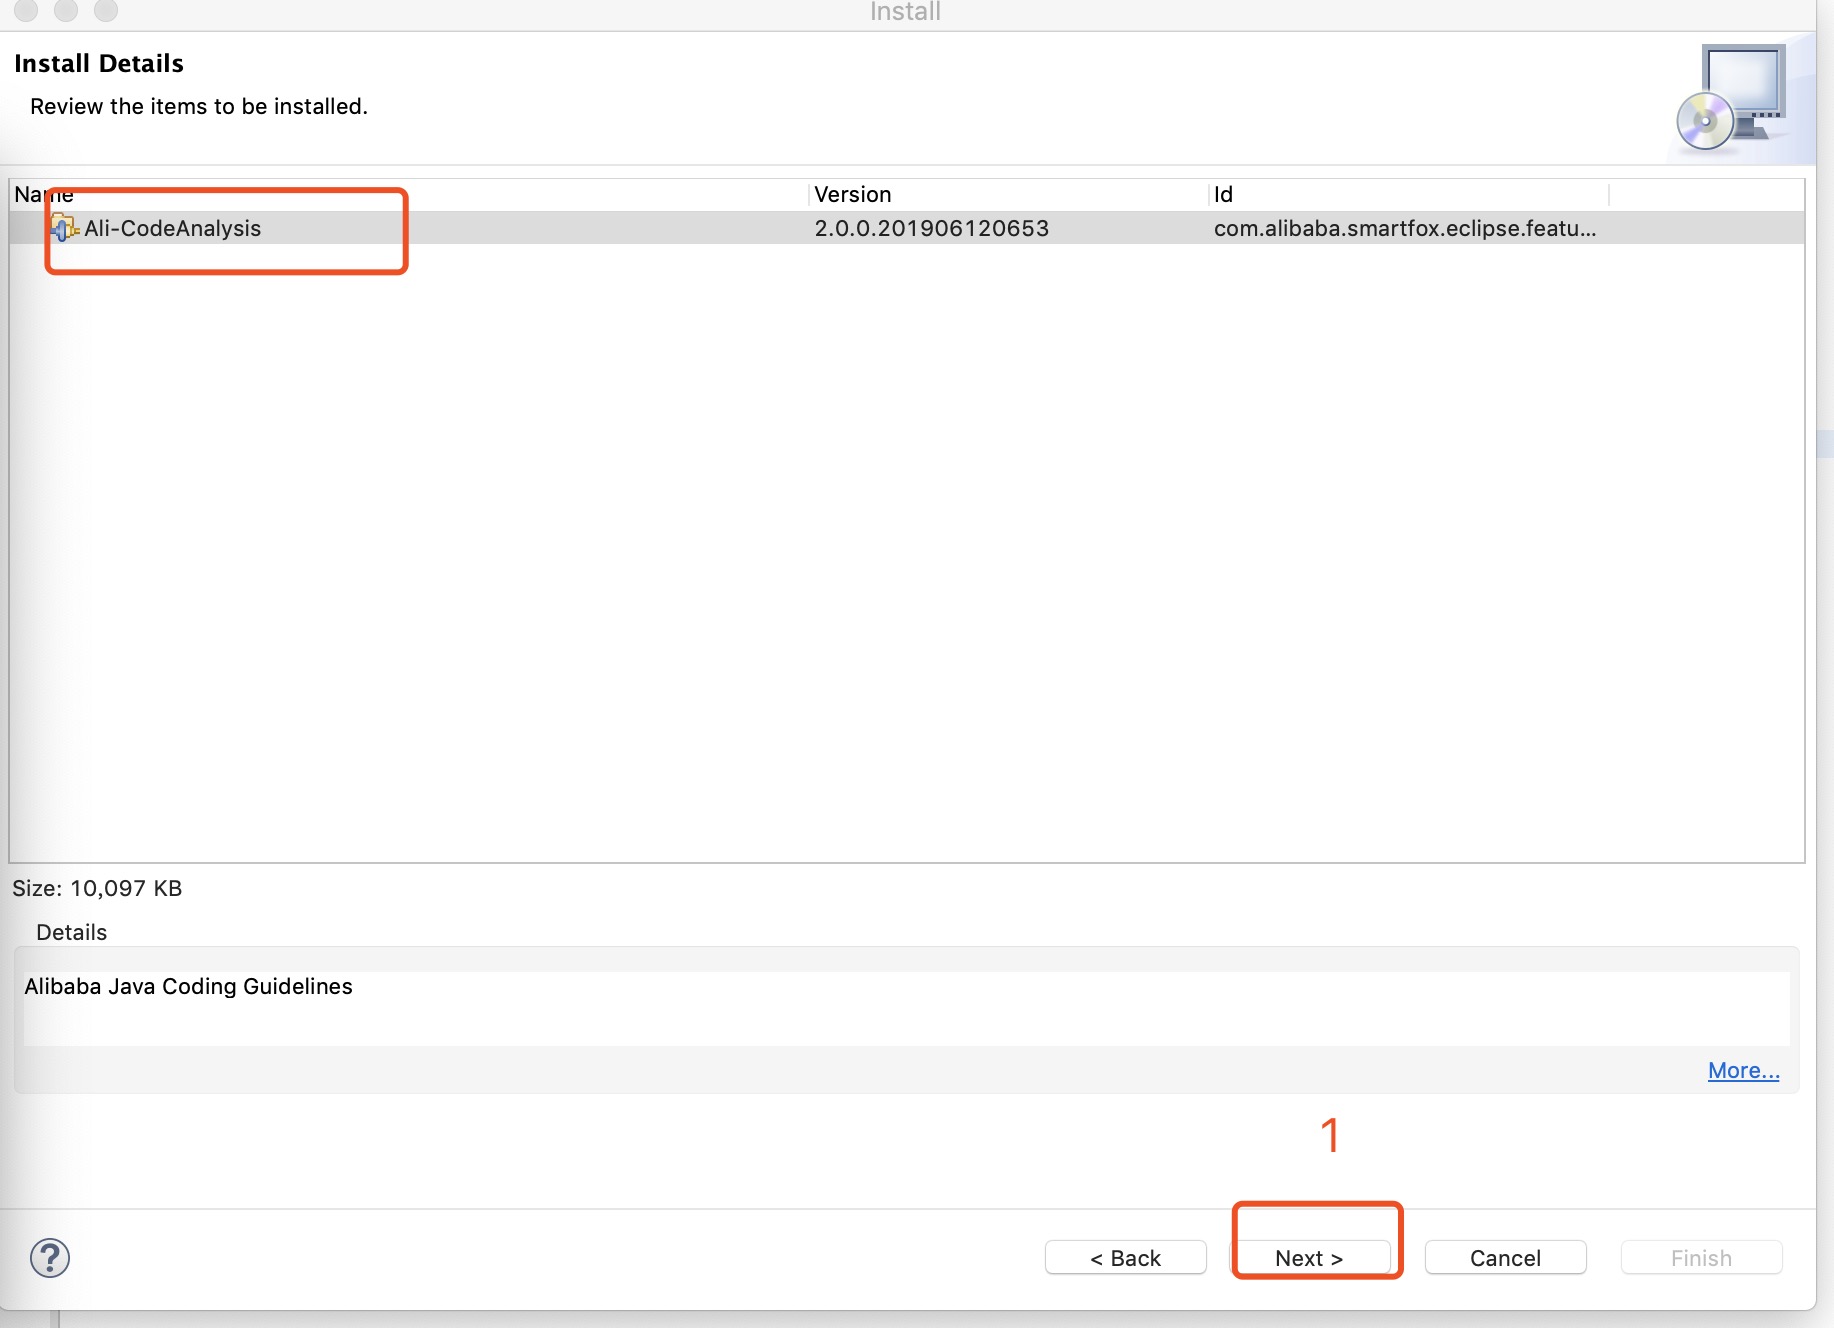 Install
Install Details
Review the items to be installed.
Name Version Id
Ali-CodeAnalysis 2.0.0.201906120653 com.alibaba.smartfox.eclipse.featu...
Size: 10,097 KB
Details
Alibaba Java Coding Guidelines
More...
1
? < Back Next > Cancel Finish